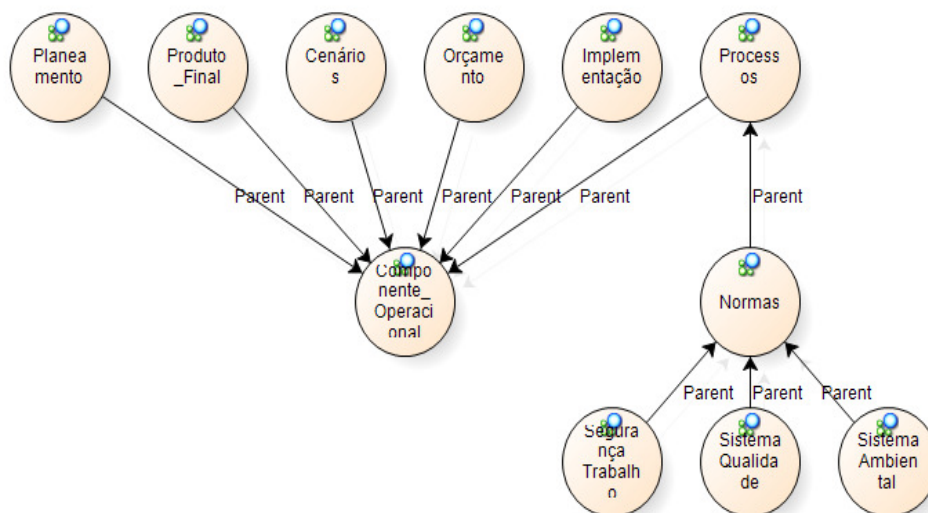 Planea
mento
Produto
_Final
Cenário
s
Orçame
nto
Implem
entação
Process
os
Parent
Parent
Parent
Parent
Parent
Parent
Parent
Compo
nente_
Operaci
onal
Normas
Parent
Parent
Parent
Segura
nça
Trabalh
o
Sistema
Qualida
de
Sistema
Ambien
tal